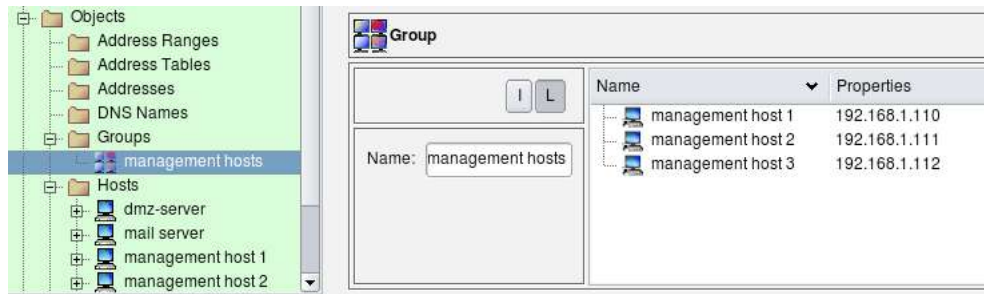 Objects
Address Ranges
Address Tables
Addresses
DNS Names
Groups
management hosts
Hosts
dmz-server
mail server
management host 1
management host 2
Group
I L
Name: management hosts
Name Properties
management host 1 192.168.1.110
management host 2 192.168.1.111
management host 3 192.168.1.112